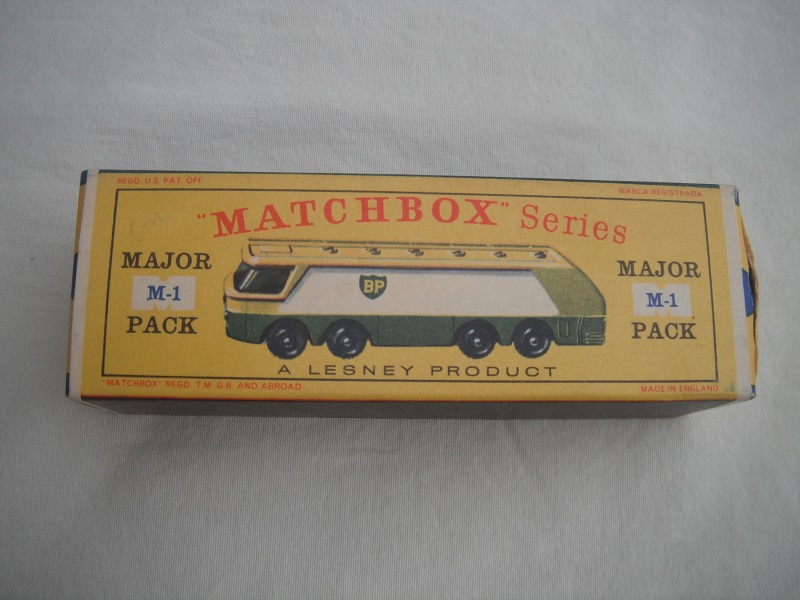 REGD. U.S. PAT. OFF.
MARCA REGISTRADA
"MATCHBOX" Series
MAJOR
M-1
PACK
BP
MAJOR
M-1
PACK
A LESNEY PRODUCT
"MATCHBOX" REGD. T.M. G.B. AND ABROAD
MADE IN ENGLAND